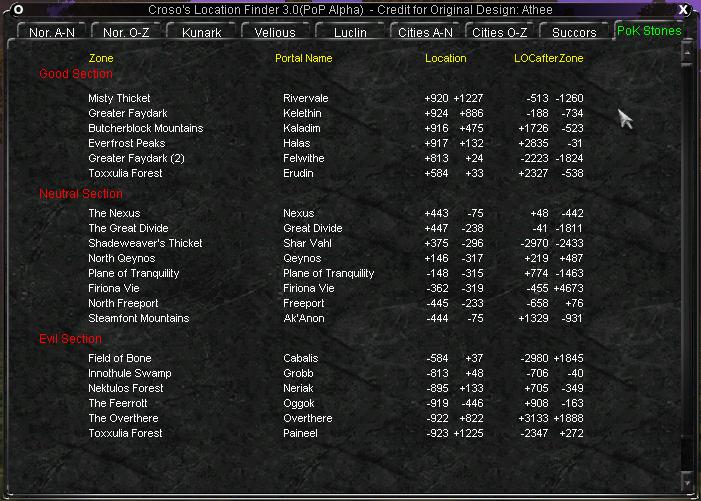 Croso's Location Finder 3.0(PoP Alpha) - Credit for Original Design: Athee X
Nor. A-N Nor. O-Z Kunark Velious Luclin Cities A-N Cities O-Z Succors PoK Stones
Zone Portal Name Location LOCafterZone
Good Section
Misty Thicket Rivervale +920 +1227 -513 -1260
Greater Faydark Kelethin +924 +886 -188 -734
Butcherblock Mountains Kaladim +916 +475 +1726 -523
Everfrost Peaks Halas +917 +132 +2835 -31
Greater Faydark (2) Felwithe +813 +24 -2223 -1824
Toxxulia Forest Erudin +584 +33 +2327 -538
Neutral Section
The Nexus Nexus +443 -75 +48 -442
The Great Divide Great Divide +447 -238 -41 -1811
Shadeweaver's Thicket Shar Vahl +375 -296 -2970 -2433
North Qeynos Qeynos +146 -317 +219 +487
Plane of Tranquility Plane of Tranquility -148 -315 +774 -1463
Firiona Vie Firiona Vie -362 -319 -455 +4673
North Freeport Freeport -445 -233 -658 +76
Steamfont Mountains Ak'Anon -444 -75 +1329 -931
Evil Section
Field of Bone Cabalis -584 +37 -2980 +1845
Innothule Swamp Grobb -813 +48 -706 -40
Nektulos Forest Neriak -895 +133 +705 -349
The Feerrott Oggok -919 -446 +908 -163
The Overthere Overthere -922 +822 +3133 +1888
Toxxulia Forest Paineel -923 +1225 -2347 +272